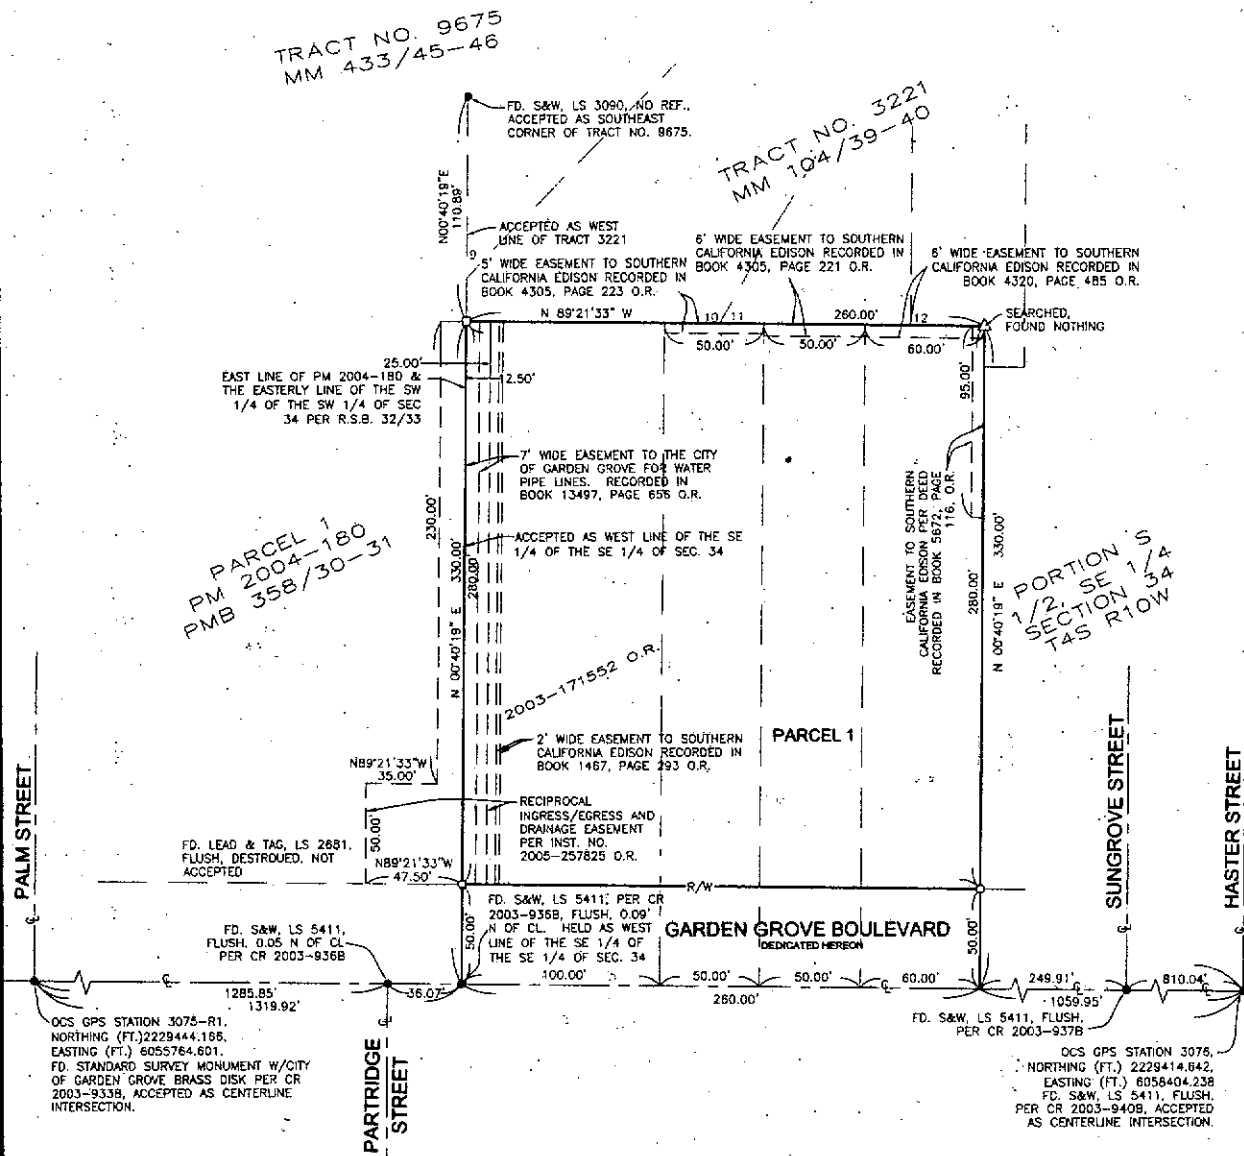 TRACT NO. 9675
MM 433/45-46
FD. S&W, LS 3090, NO REF.,
ACCEPTED AS SOUTHEAST
CORNER OF TRACT NO. 9675.
TRACT NO. 3221
MM 104/39-40
N00°40'19"E
110.89'
ACCEPTED AS WEST
LINE OF TRACT 3221
9
5' WIDE EASEMENT TO SOUTHERN
CALIFORNIA EDISON RECORDED IN
BOOK 4305, PAGE 223 O.R.
6' WIDE EASEMENT TO SOUTHERN
CALIFORNIA EDISON RECORDED IN
BOOK 4305, PAGE 221 O.R.
6' WIDE EASEMENT TO SOUTHERN
CALIFORNIA EDISON RECORDED IN
BOOK 4320, PAGE 485 O.R.
SEARCHED,
FOUND NOTHING
N 89°21'33" W
10
11
260.00'
12
50.00'
50.00'
60.00'
25.00'
12.50'
95.00'
EAST LINE OF PM 2004-180 &
THE EASTERLY LINE OF THE SW
1/4 OF THE SW 1/4 OF SEC
34 PER R.S.B. 32/33
7' WIDE EASEMENT TO THE CITY
OF GARDEN GROVE FOR WATER
PIPE LINES. RECORDED IN
BOOK 13497, PAGE 656 O.R.
ACCEPTED AS WEST LINE OF THE SE
1/4 OF THE SE 1/4 OF SEC. 34
230.00'
N 00°40'19" E 330.00'
280.00'
EASEMENT TO SOUTHERN
CALIFORNIA EDISON PER DEED
RECORDED IN BOOK 5672, PAGE
116, O.R.
280.00'
N 00°40'19" E 330.00'
PARCEL 1
PM 2004-180
PMB 358/30-31
PORTION S
1/2, SE 1/4
SECTION 34
T4S R10W
2003-171552 O.R.
2' WIDE EASEMENT TO SOUTHERN
CALIFORNIA EDISON RECORDED IN
BOOK 1467, PAGE 293 O.R.
PARCEL 1
N89°21'33"W
35.00'
50.00'
RECIPROCAL
INGRESS/EGRESS AND
DRAINAGE EASEMENT
PER INST. NO.
2005-257825 O.R.
FD. LEAD & TAG, LS 2681,
FLUSH, DESTROUED, NOT
ACCEPTED
N89°21'33"W
47.50'
R/W
PALM STREET
SUNGROVE STREET
HASTER STREET
FD. S&W, LS 5411, PER CR
2003-936B, FLUSH, 0.09'
N OF CL. HELD AS WEST
LINE OF THE SE 1/4 OF
THE SE 1/4 OF SEC. 34
GARDEN GROVE BOULEVARD
DEDICATED HEREON
FD. S&W, LS 5411,
FLUSH, 0.05 N OF CL
PER CR 2003-936B
50.00'
50.00'
1285.85'
1319.92'
36.07'
100.00'
50.00'
50.00'
60.00'
260.00'
249.91'
1059.95'
810.04'
OCS GPS STATION 3075-R1,
NORTHING (FT.)2229444.166,
EASTING (FT.) 6055764.601.
FD. STANDARD SURVEY MONUMENT W/CITY
OF GARDEN GROVE BRASS DISK PER CR
2003-933B, ACCEPTED AS CENTERLINE
INTERSECTION.
PARTRIDGE
STREET
FD. S&W, LS 5411, FLUSH,
PER CR 2003-937B
OCS GPS STATION 3076,
NORTHING (FT.) 2229414.642,
EASTING (FT.) 6058404.238
FD. S&W, LS 5411, FLUSH,
PER CR 2003-940B, ACCEPTED
AS CENTERLINE INTERSECTION.